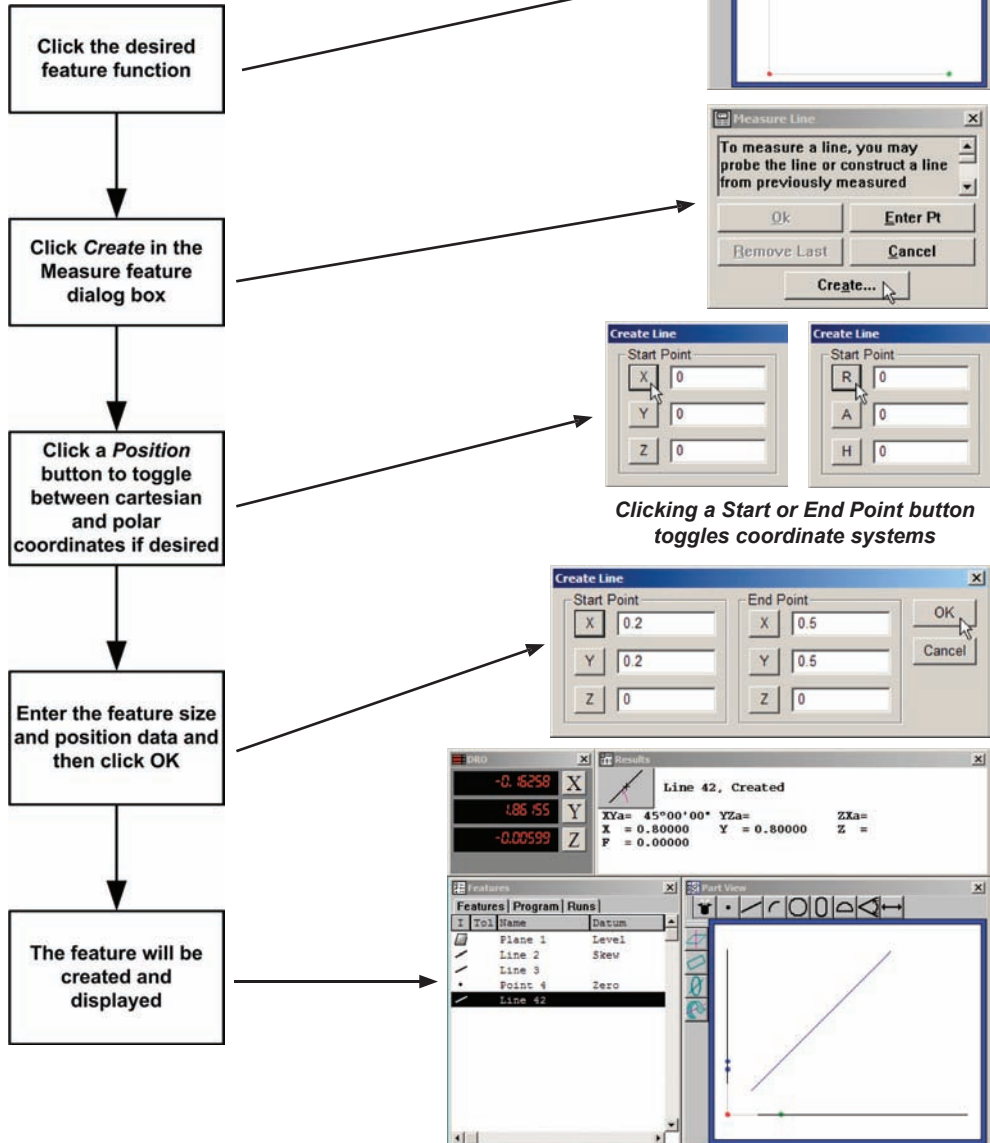 Click the desired
feature function
Measure Line
To measure a line, you may
probe the line or construct a line
from previously measured
Ok
Enter Pt
Remove Last
Cancel
Create...
Click Create in the
Measure feature
dialog box
Create Line
Start Point
X 0
Y 0
Z 0
Create Line
Start Point
R 0
A 0
H 0
Clicking a Start or End Point button
toggles coordinate systems
Click a Position
button to toggle
between cartesian
and polar
coordinates if desired
Create Line
Start Point
X 0.2
Y 0.2
Z 0
End Point
X 0.5
Y 0.5
Z 0
OK
Cancel
Enter the feature size
and position data and
then click OK
DRO
-0.16258 X
1.86155 Y
-0.00599 Z
Results
Line 42, Created
XYa= 45°00'00" YZa= ZXa=
X = 0.80000 Y = 0.80000 Z =
F = 0.00000
Features
Features Program Runs
I Tol Name Datum
Plane 1 Level
Line 2 Skew
Line 3
Point 4 Zero
Line 42
Part View
The feature will be
created and
displayed